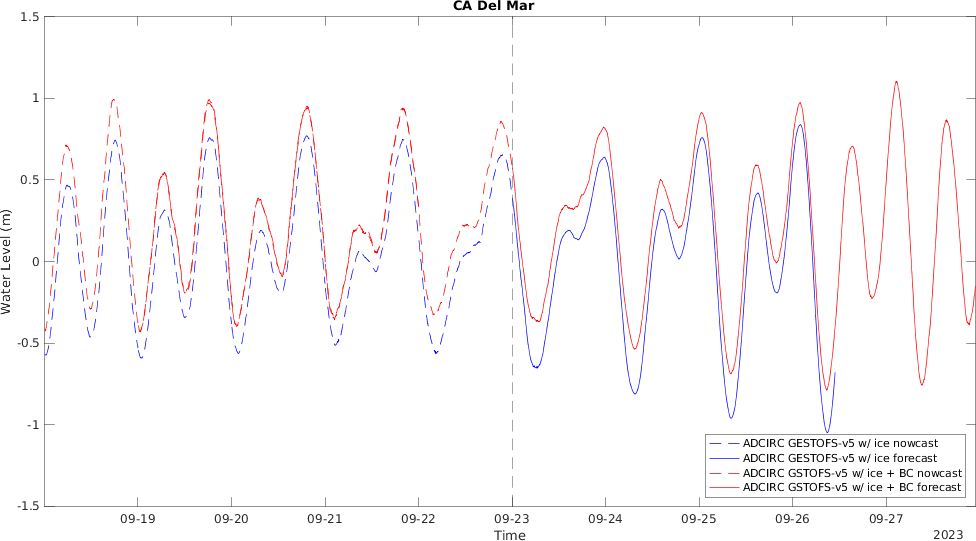 CA Del Mar
1.5
1
0.5
0
-0.5
-1
-1.5
Water Level (m)
09-19
09-20
09-21
09-22
09-23
09-24
09-25
09-26
09-27
Time
2023
ADCIRC GESTOFS-v5 w/ ice nowcast
ADCIRC GESTOFS-v5 w/ ice forecast
ADCIRC GSTOFS-v5 w/ ice + BC nowcast
ADCIRC GSTOFS-v5 w/ ice + BC forecast